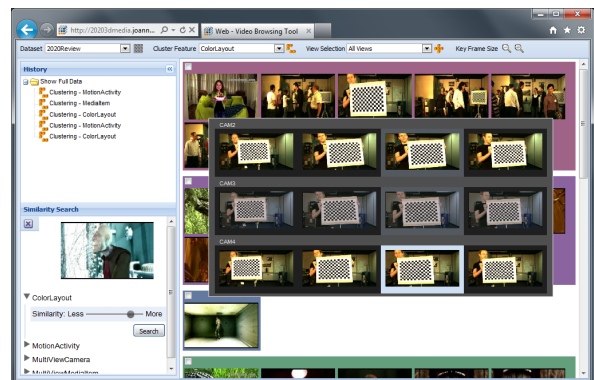 http://20203dmedia.joann...
Web - Video Browsing Tool
Dataset 2020Review Cluster Feature ColorLayout View Selection All Views Key Frame Size
History
Show Full Data
Clustering - MotionActivity
Clustering - MediaItem
Clustering - ColorLayout
Clustering - MotionActivity
Clustering - ColorLayout
Similarity Search
ColorLayout
Similarity: Less More
Search
MotionActivity
MultiViewCamera
MultiViewMediaItem
CAM2
CAM3
CAM4